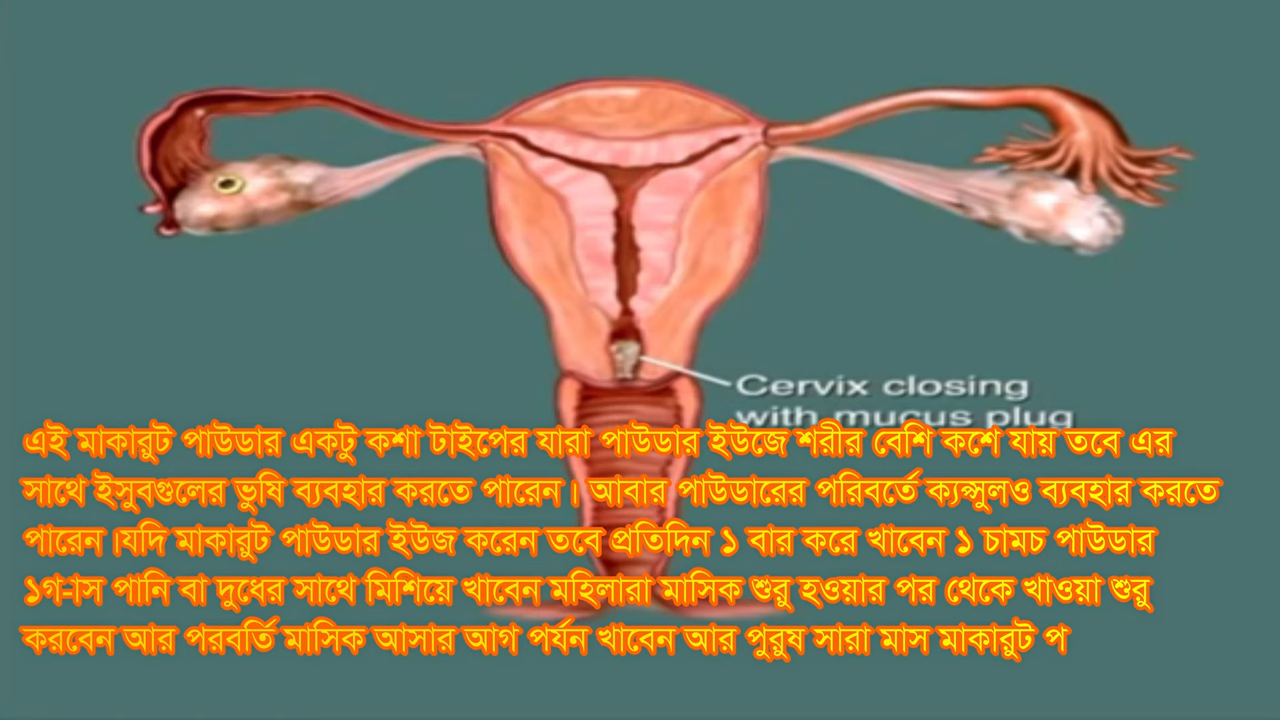 Cervix closing
with mucus plug
এই মাকারুট পাউডার একটু কশা টাইপের যারা পাউডার ইউজে শরীর বেশি কশে যায় তবে এর
সাথে ইসুবগুলের ভুষি ব্যবহার করতে পারেন। আবার পাউডারের পরিবর্তে ক্যপ্সুলও ব্যবহার করতে
পারেন।যদি মাকারুট পাউডার ইউজ করেন তবে প্রতিদিন ১ বার করে খাবেন ১ চামচ পাউডার
১গ-াস পানি বা দুধের সাথে মিশিয়ে খাবেন মহিলারা মাসিক শুরু হওয়ার পর থেকে খাওয়া শুরু
করবেন আর পরবর্তি মাসিক আসার আগ পর্যন খাবেন আর পুরুষ সারা মাস মাকারুট প